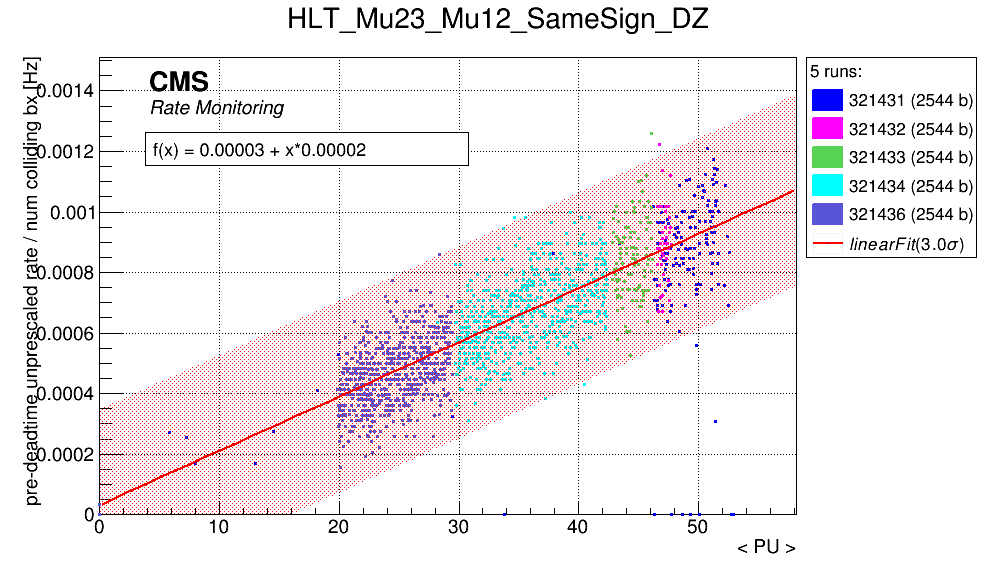 HLT_Mu23_Mu12_SameSign_DZ
pre-deadtime unprescaled rate / num colliding bx [Hz]
CMS
Rate Monitoring
f(x) = 0.00003 + x*0.00002
0.0014
0.0012
0.001
0.0008
0.0006
0.0004
0.0002
0
0 10 20 30 40 50
< PU >
5 runs:
321431 (2544 b)
321432 (2544 b)
321433 (2544 b)
321434 (2544 b)
321436 (2544 b)
linearFit(3.0σ)